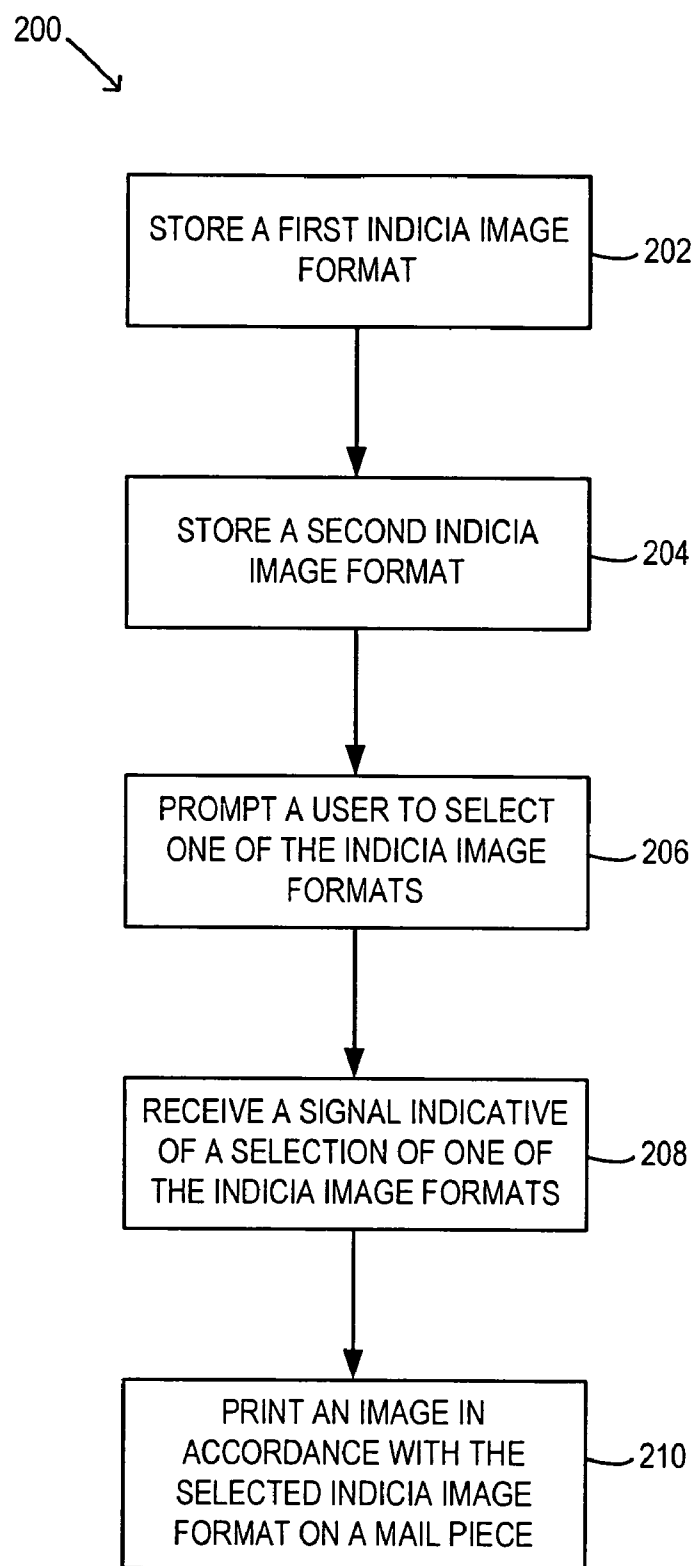 200
STORE A FIRST INDICIA IMAGE
FORMAT
202
STORE A SECOND INDICIA
IMAGE FORMAT
204
PROMPT A USER TO SELECT
ONE OF THE INDICIA IMAGE
FORMATS
206
RECEIVE A SIGNAL INDICATIVE
OF A SELECTION OF ONE OF
THE INDICIA IMAGE FORMATS
208
PRINT AN IMAGE IN
ACCORDANCE WITH THE
SELECTED INDICIA IMAGE
FORMAT ON A MAIL PIECE
210